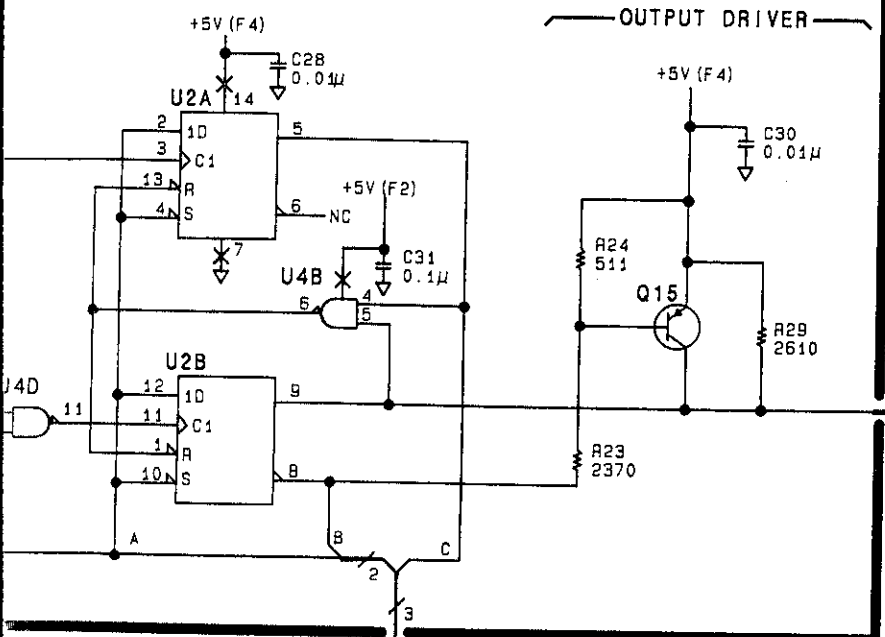 OUTPUT DRIVER
+5V (F4)
C28
0.01µ
U2A
14
2
1D
5
3
C1
13
R
4
S
6
NC
7
+5V (F4)
C30
0.01µ
+5V (F2)
C31
0.1µ
U4B
6
4
5
R24
511
Q15
R29
2610
U2B
12
1D
9
U4D
11
11
C1
1
R
10
S
8
R23
2370
A
B
C
2
3